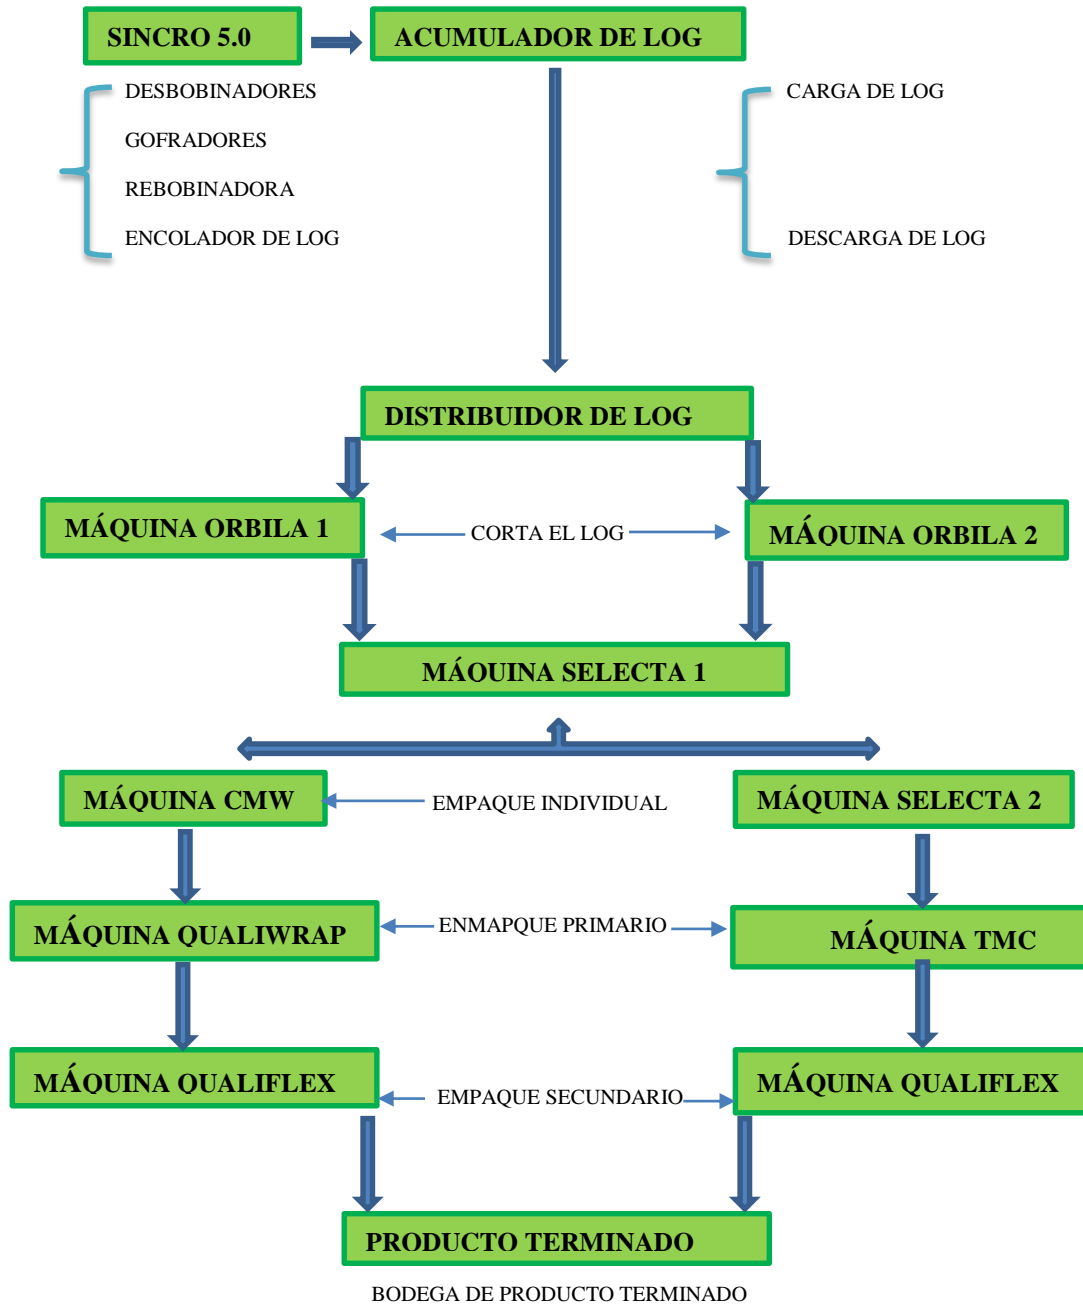 SINCRO 5.0
ACUMULADOR DE LOG
DESBOBINADORES
GOFRADORES
REBOBINADORA
ENCOLADOR DE LOG
CARGA DE LOG
DESCARGA DE LOG
DISTRIBUIDOR DE LOG
MÁQUINA ORBILA 1
CORTA EL LOG
MÁQUINA ORBILA 2
MÁQUINA SELECTA 1
MÁQUINA CMW
EMPAQUE INDIVIDUAL
MÁQUINA SELECTA 2
MÁQUINA QUALIWRAP
ENMAPQUE PRIMARIO
MÁQUINA TMC
MÁQUINA QUALIFLEX
EMPAQUE SECUNDARIO
MÁQUINA QUALIFLEX
PRODUCTO TERMINADO
BODEGA DE PRODUCTO TERMINADO